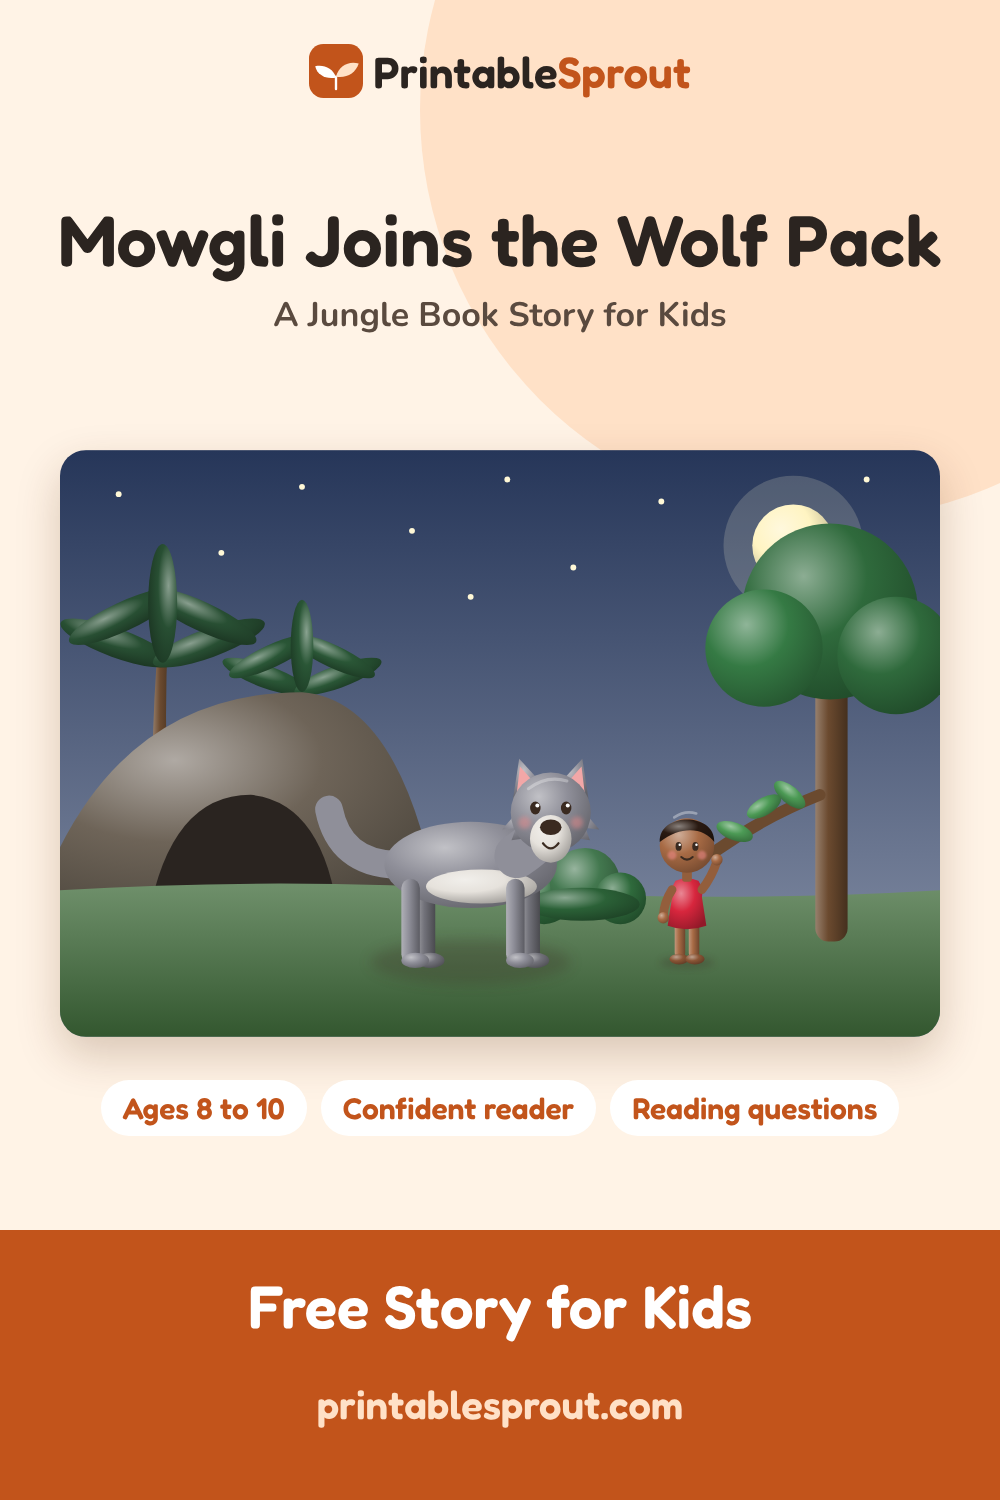 PrintableSprout
Mowgli Joins the Wolf Pack
A Jungle Book Story for Kids
Ages 8 to 10
Confident reader
Reading questions
Free Story for Kids
printablesprout.com